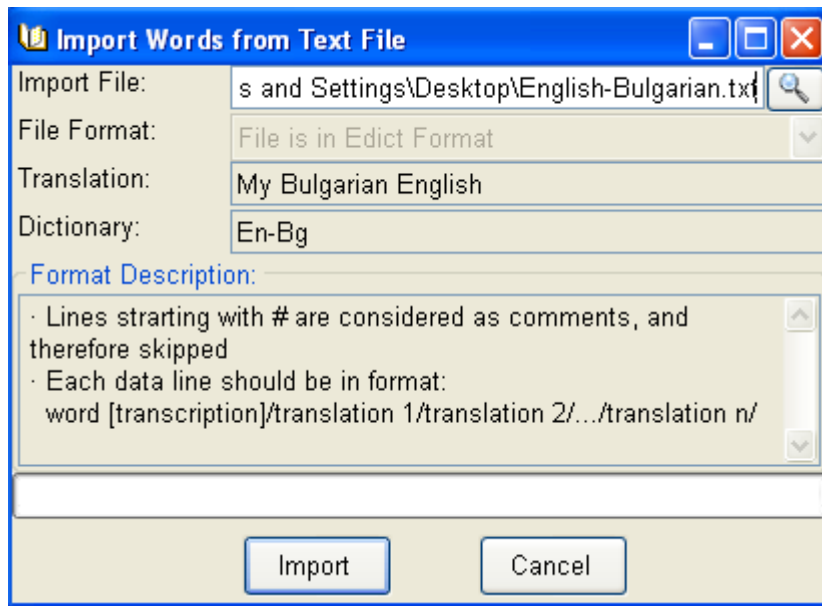 Import Words from Text File
Import File:
s and Settings\Desktop\English-Bulgarian.txt
File Format:
File is in Edict Format
Translation:
My Bulgarian English
Dictionary:
En-Bg
Format Description:
· Lines strarting with # are considered as comments, and
therefore skipped
· Each data line should be in format:
word [transcription]/translation 1/translation 2/.../translation n/
Import
Cancel